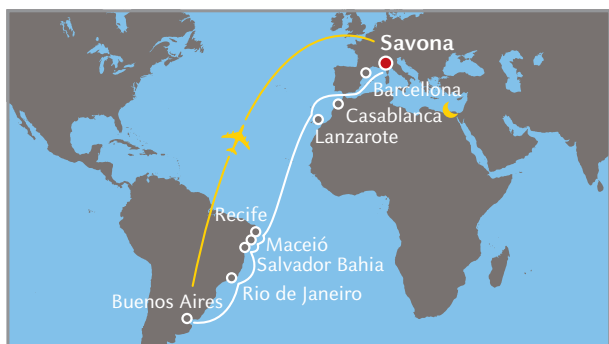 Savona
Barcellona
Casablanca
Lanzarote
Recife
Maceió
Salvador Bahia
Rio de Janeiro
Buenos Aires